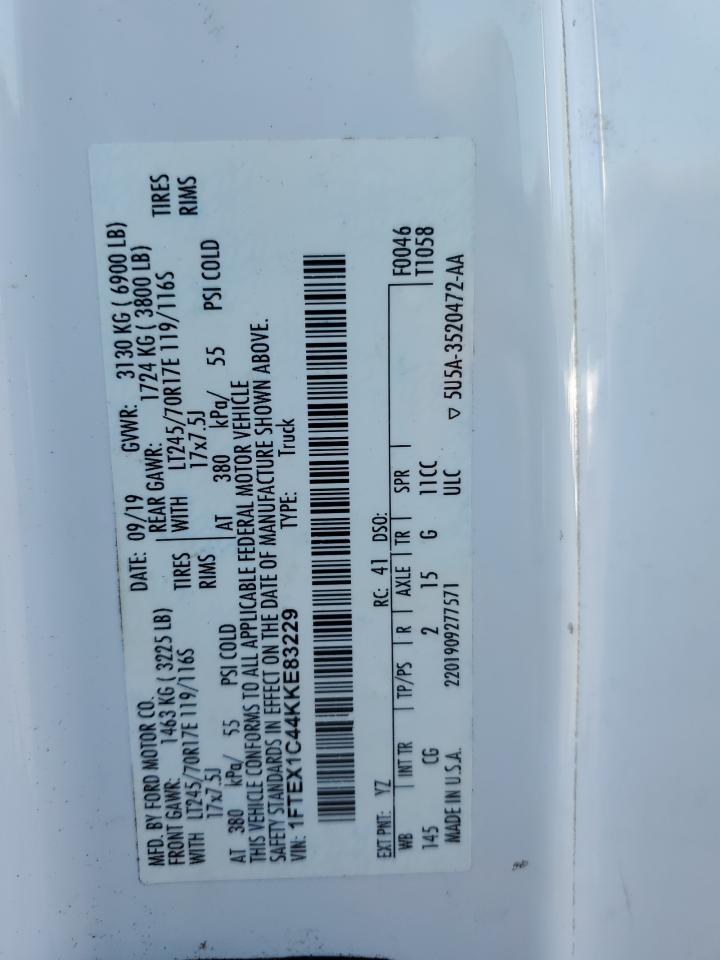 MFD. BY FORD MOTOR CO.
DATE: 09/19 GVWR: 3130 KG ( 6900 LB)
FRONT GAWR: 1463 KG ( 3225 LB) REAR GAWR: 1724 KG ( 3800 LB)
WITH LT245/70R17E 119/116S TIRES WITH LT245/70R17E 119/116S TIRES
17x7.5J RIMS 17x7.5J RIMS
AT 380 kPa/ 55 PSI COLD AT 380 kPa/ 55 PSI COLD
THIS VEHICLE CONFORMS TO ALL APPLICABLE FEDERAL MOTOR VEHICLE
SAFETY STANDARDS IN EFFECT ON THE DATE OF MANUFACTURE SHOWN ABOVE.
VIN: 1FTEX1C44KKE83229 TYPE: Truck
EXT PNT: YZ RC: 41 DSO: F0046
WB INT TR TP/PS R AXLE TR SPR T1058
145 CG 2 15 G 11CC
MADE IN U.S.A. 2201909277571 ULC
▽ 5U5A-3520472-AA